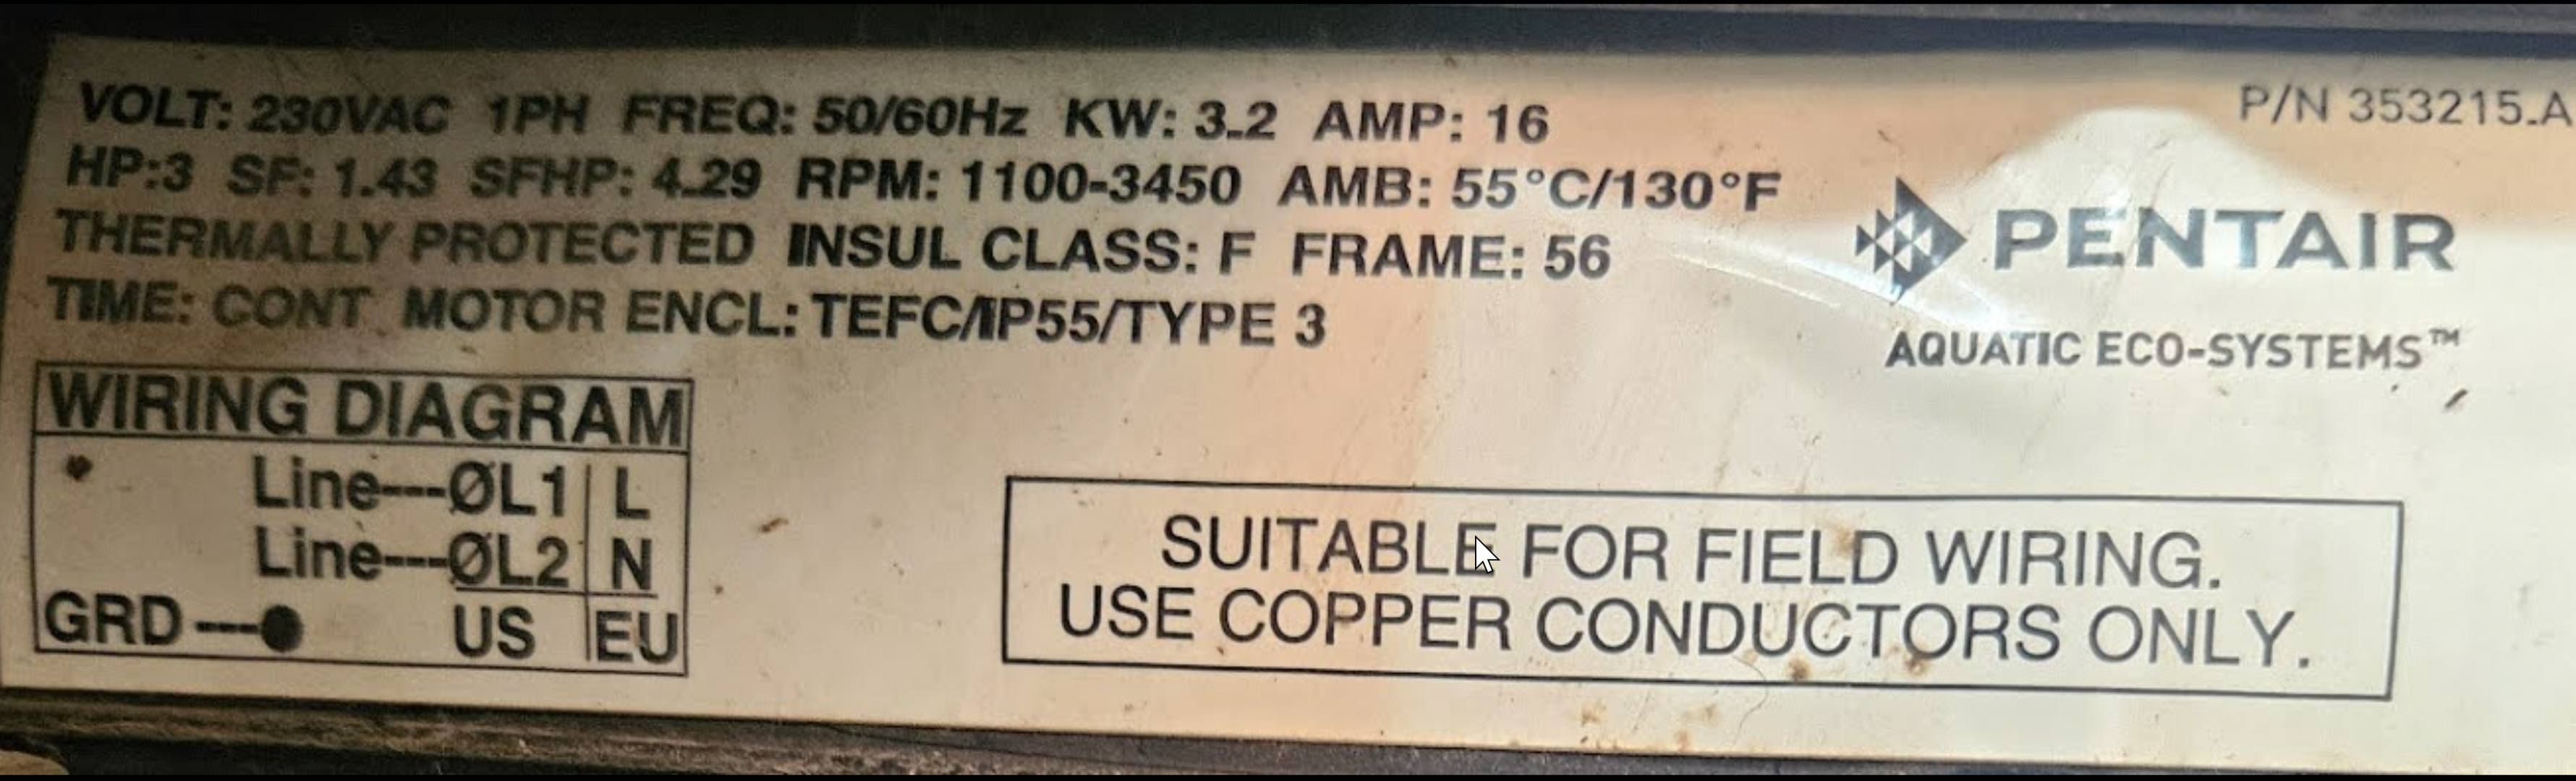 VOLT: 230VAC 1PH FREQ: 50/60Hz KW: 3.2 AMP: 16
HP:3 SF: 1.43 SFHP: 4.29 RPM: 1100-3450 AMB: 55°C/130°F
THERMALLY PROTECTED INSUL CLASS: F FRAME: 56
TIME: CONT MOTOR ENCL: TEFC/IP55/TYPE 3
P/N 353215.A
PENTAIR
AQUATIC ECO-SYSTEMS™
WIRING DIAGRAM
Line---ØL1 L
Line---ØL2 N
GRD---● US EU
SUITABLE FOR FIELD WIRING.
USE COPPER CONDUCTORS ONLY.